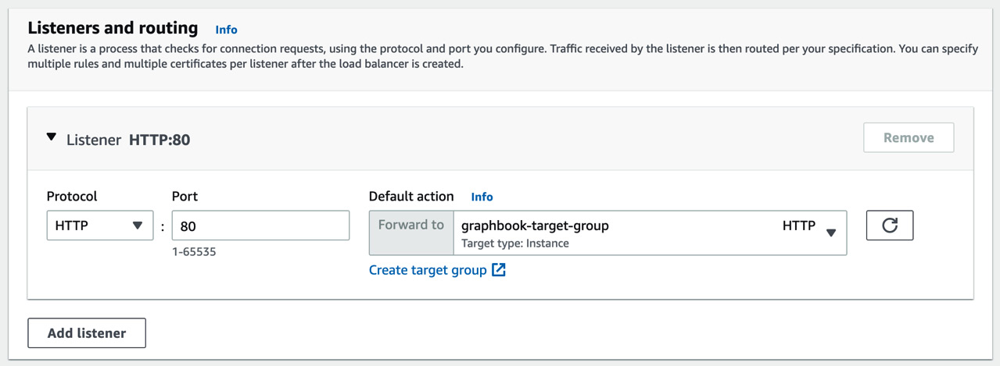 Listeners and routing Info
A listener is a process that checks for connection requests, using the protocol and port you configure. Traffic received by the listener is then routed per your specification. You can specify
multiple rules and multiple certificates per listener after the load balancer is created.
Listener HTTP:80
Remove
Protocol Port Default action Info
HTTP : 80 Forward to graphbook-target-group HTTP
Target type: Instance
1-65535
Create target group
Add listener